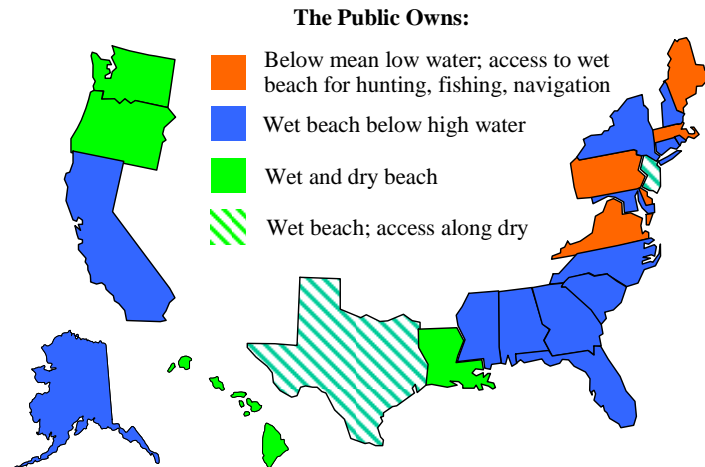 The Public Owns:
Below mean low water; access to wet
beach for hunting, fishing, navigation
Wet beach below high water
Wet and dry beach
Wet beach; access along dry